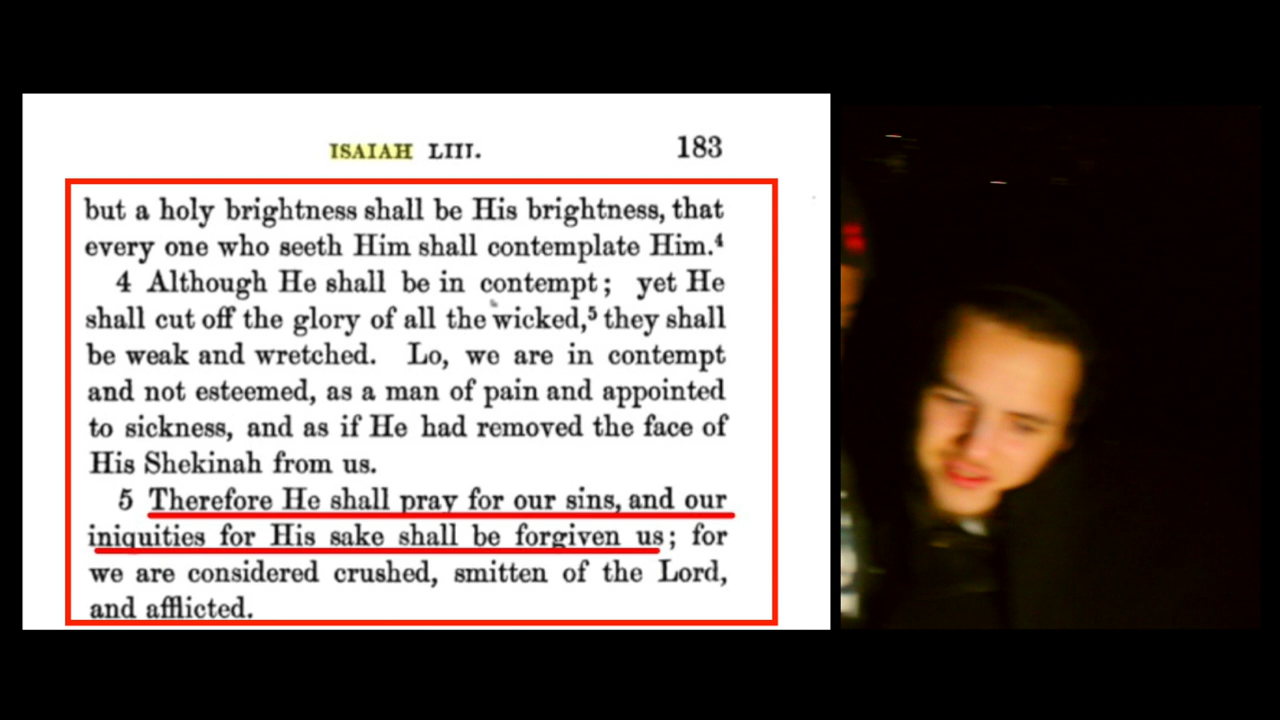 ISAIAH LIII. 183
but a holy brightness shall be His brightness, that
every one who seeth Him shall contemplate Him.⁴
4 Although He shall be in contempt; yet He
shall cut off the glory of all the wicked,⁵ they shall
be weak and wretched. Lo, we are in contempt
and not esteemed, as a man of pain and appointed
to sickness, and as if He had removed the face of
His Shekinah from us.
5 Therefore He shall pray for our sins, and our
iniquities for His sake shall be forgiven us; for
we are considered crushed, smitten of the Lord,
and afflicted.